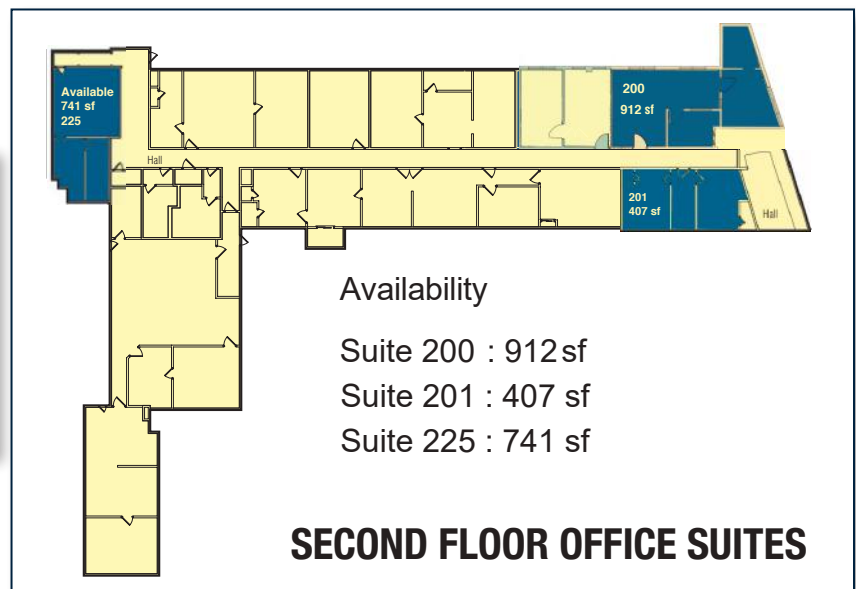 Available
741 sf
225
200
912 sf
Hall
201
407 sf
Hall
Availability
Suite 200 : 912 sf
Suite 201 : 407 sf
Suite 225 : 741 sf
SECOND FLOOR OFFICE SUITES